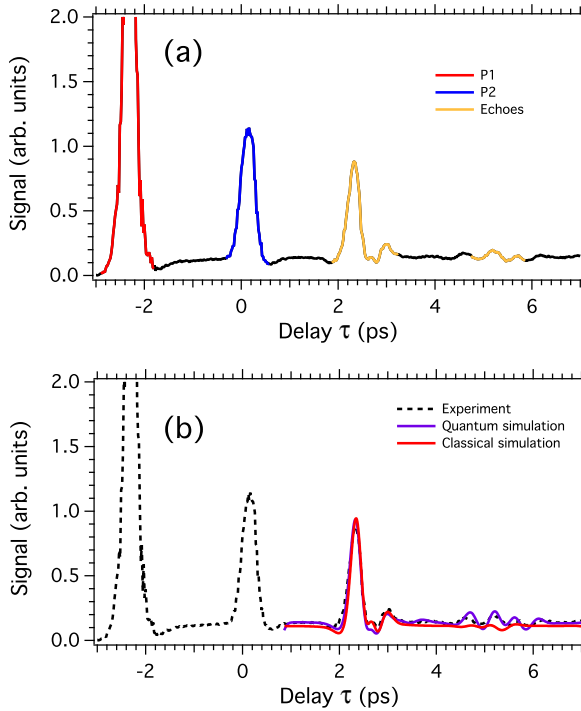 2.0
(a)
P1
P2
Echoes
1.5
1.0
0.5
0.0
Signal (arb. units)
-2
0
2
4
6
Delay τ (ps)
2.0
(b)
Experiment
Quantum simulation
Classical simulation
1.5
1.0
0.5
0.0
Signal (arb. units)
-2
0
2
4
6
Delay τ (ps)